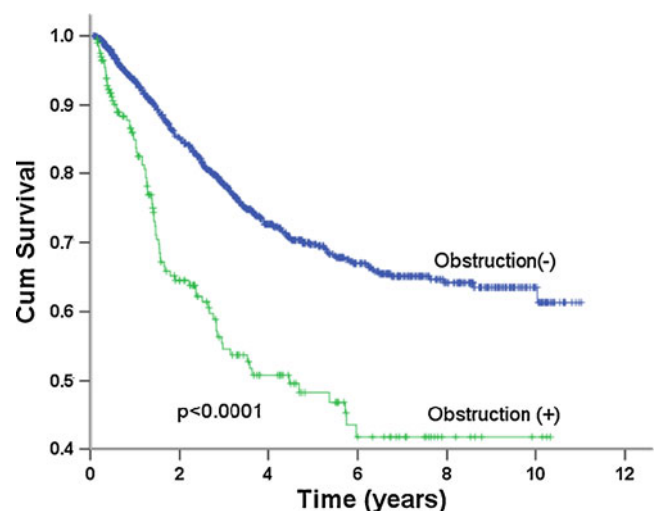 Cum Survival
1.0
0.9
0.8
0.7
0.6
0.5
0.4
Obstruction(-)
Obstruction (+)
p<0.0001
0 2 4 6 8 10 12
Time (years)